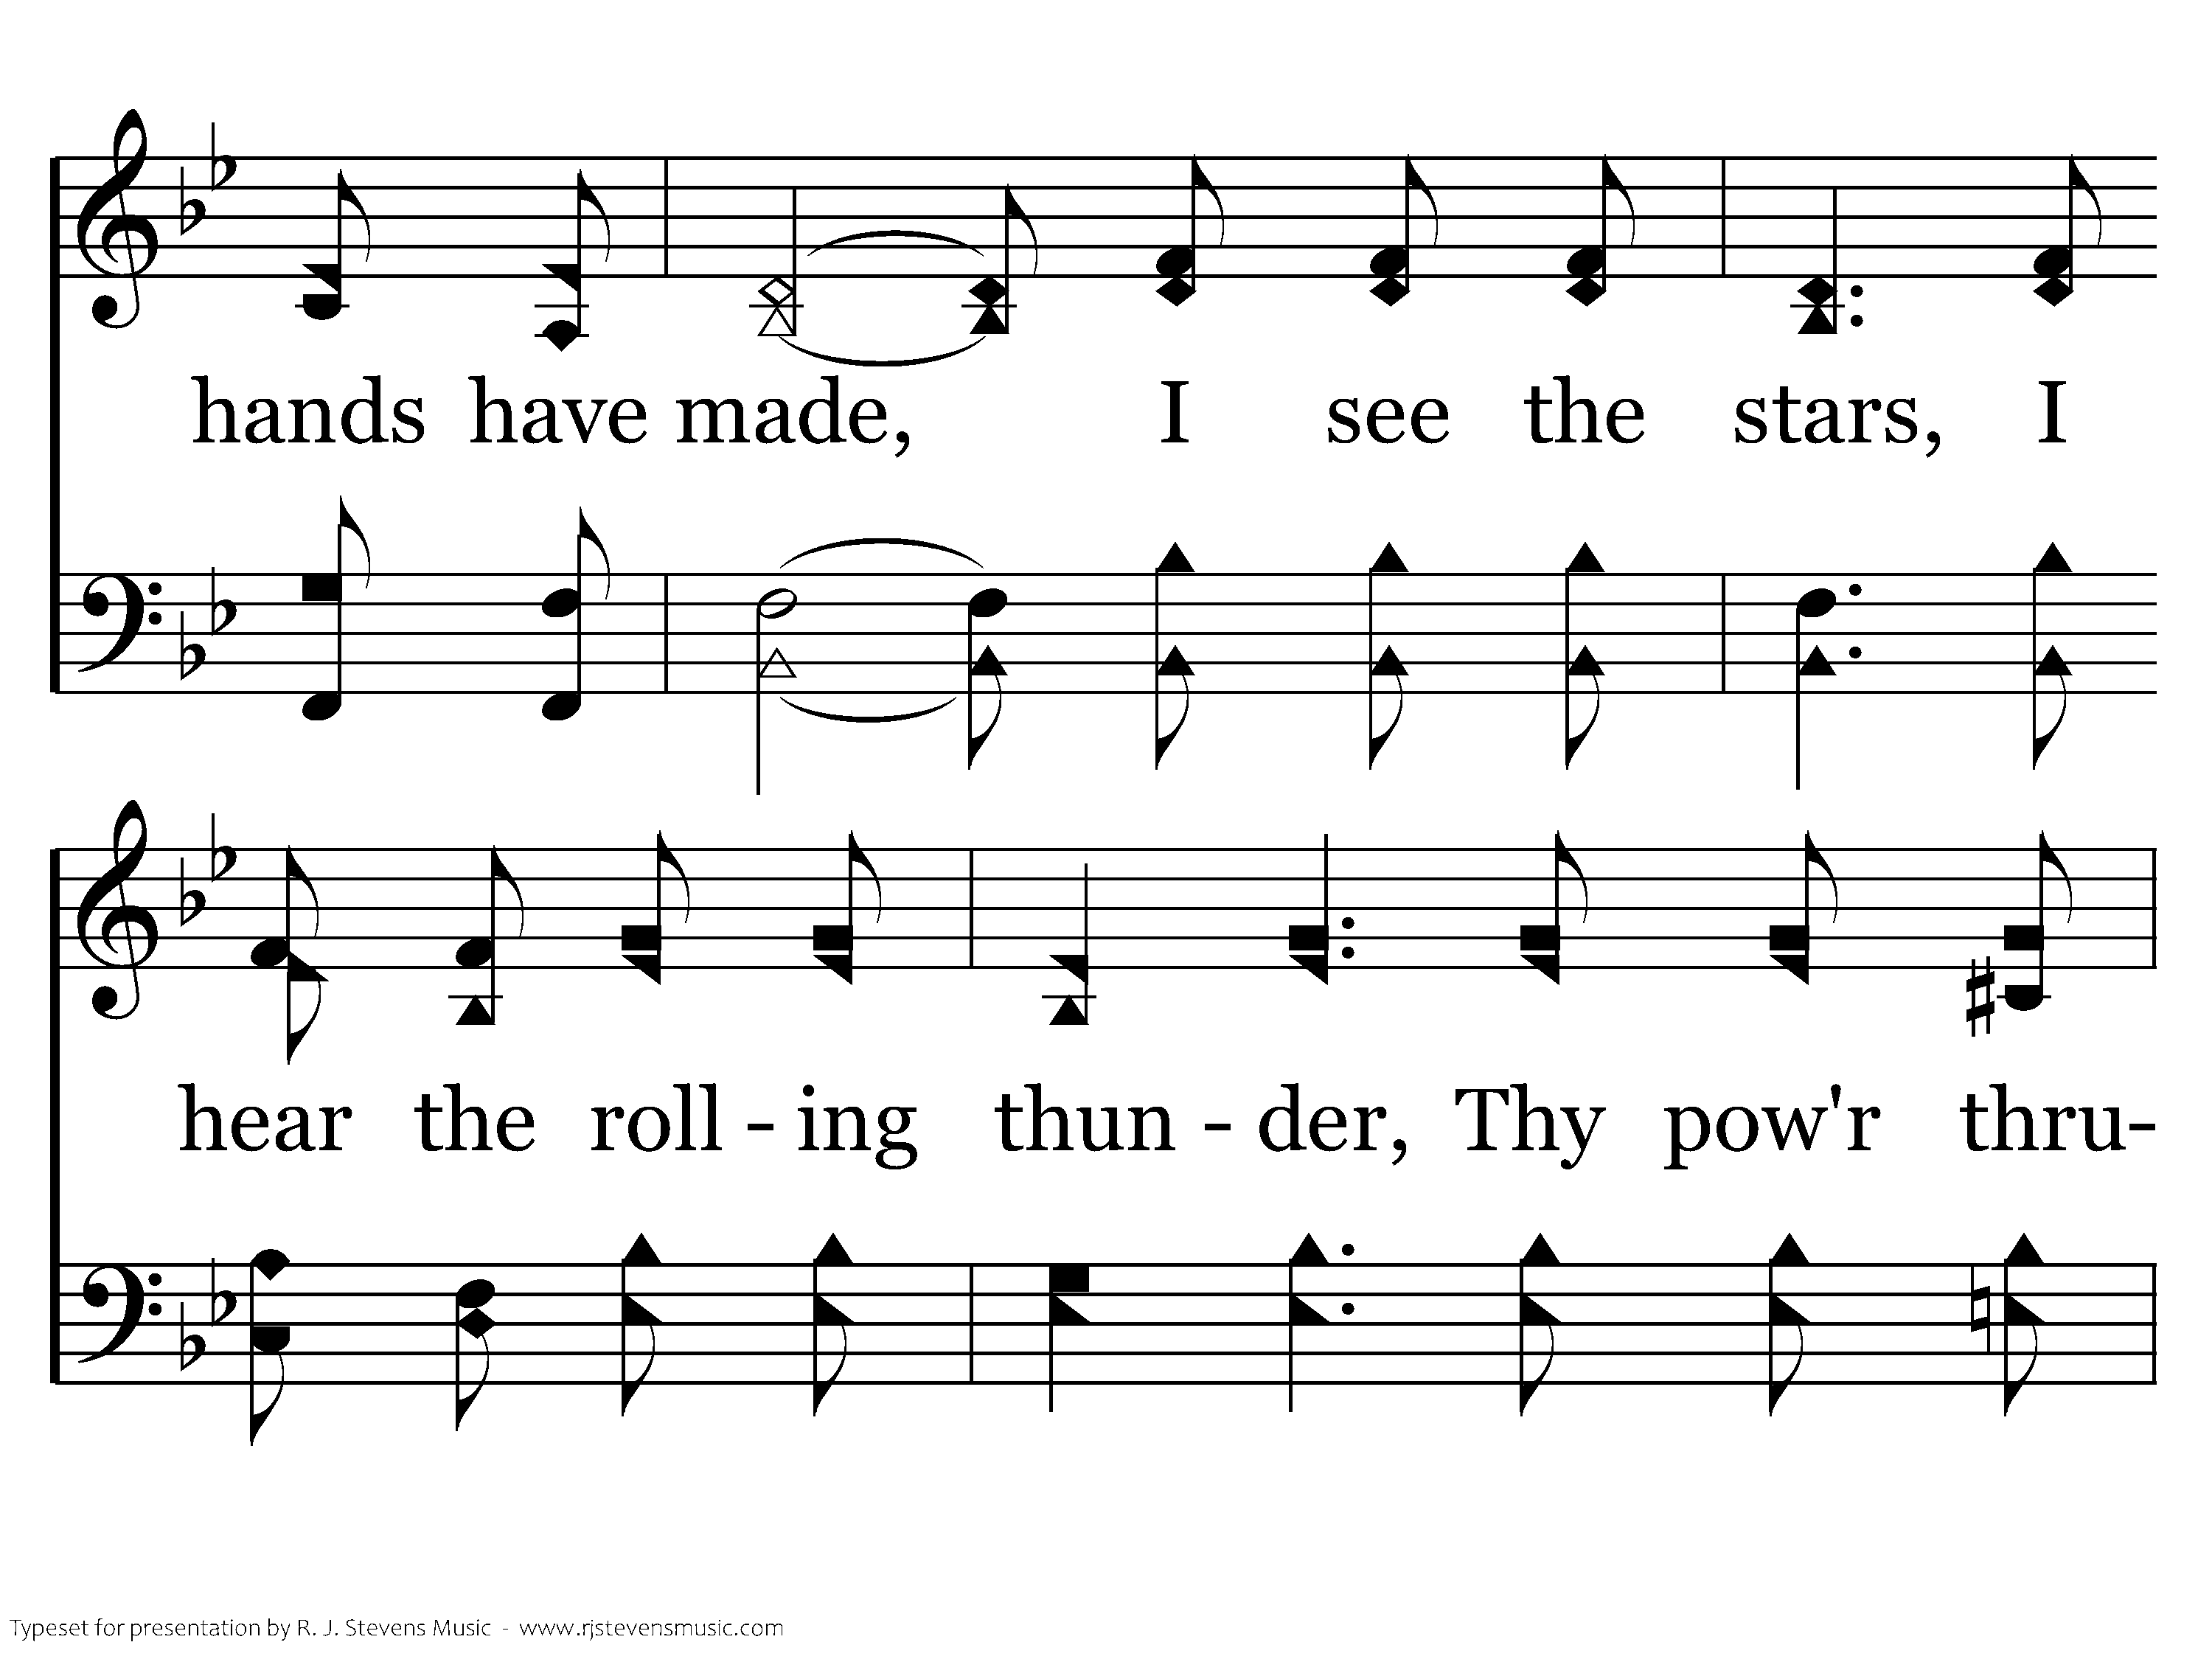 hands have made, I see the stars, I
hear the roll - ing thun - der, Thy pow'r thru-
Typeset for presentation by R. J. Stevens Music - www.rjstevensmusic.com